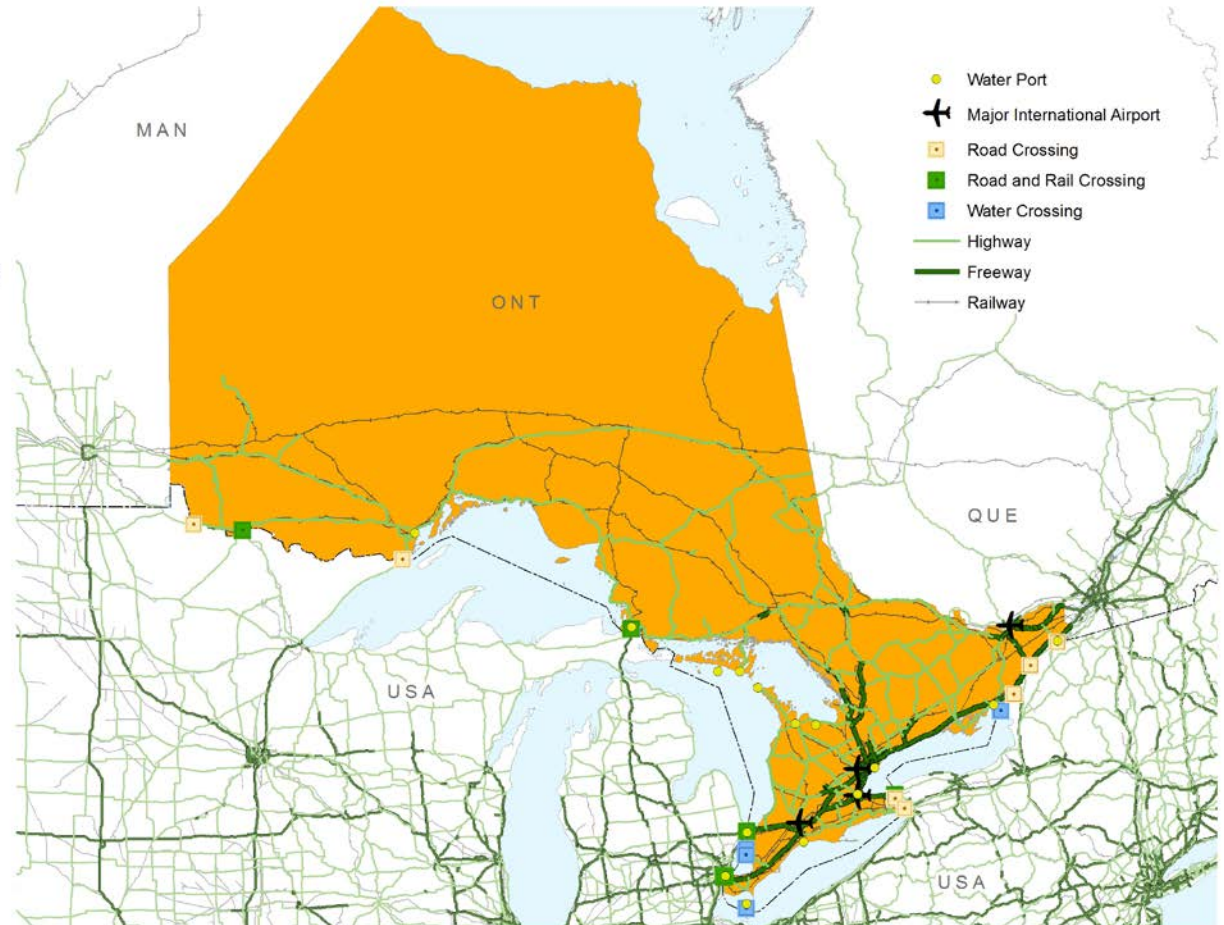 MAN
ONT
QUE
USA
USA
Water Port
Major International Airport
Road Crossing
Road and Rail Crossing
Water Crossing
Highway
Freeway
Railway